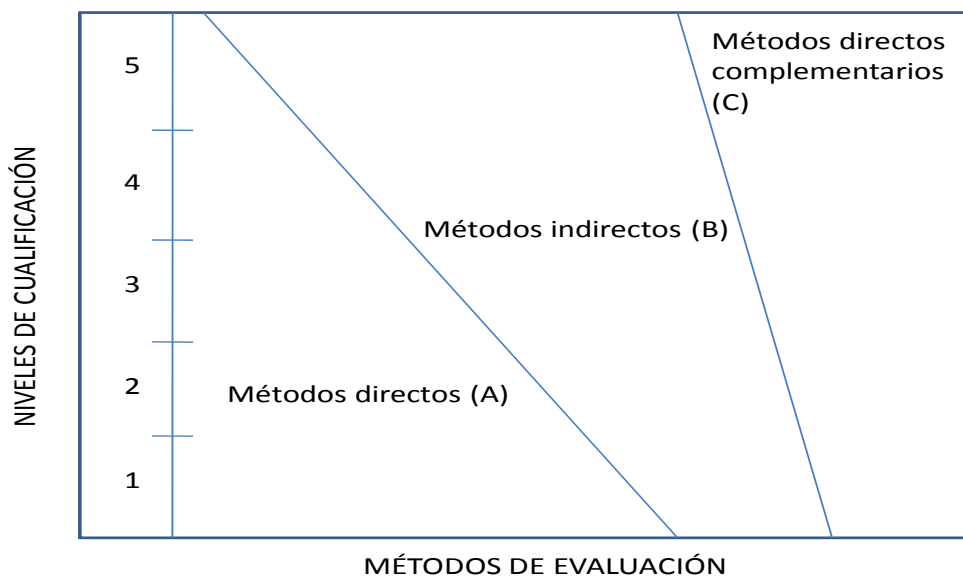 Métodos directos
complementarios
(C)
5
4
Métodos indirectos (B)
3
2
Métodos directos (A)
1
NIVELES DE CUALIFICACIÓN
MÉTODOS DE EVALUACIÓN